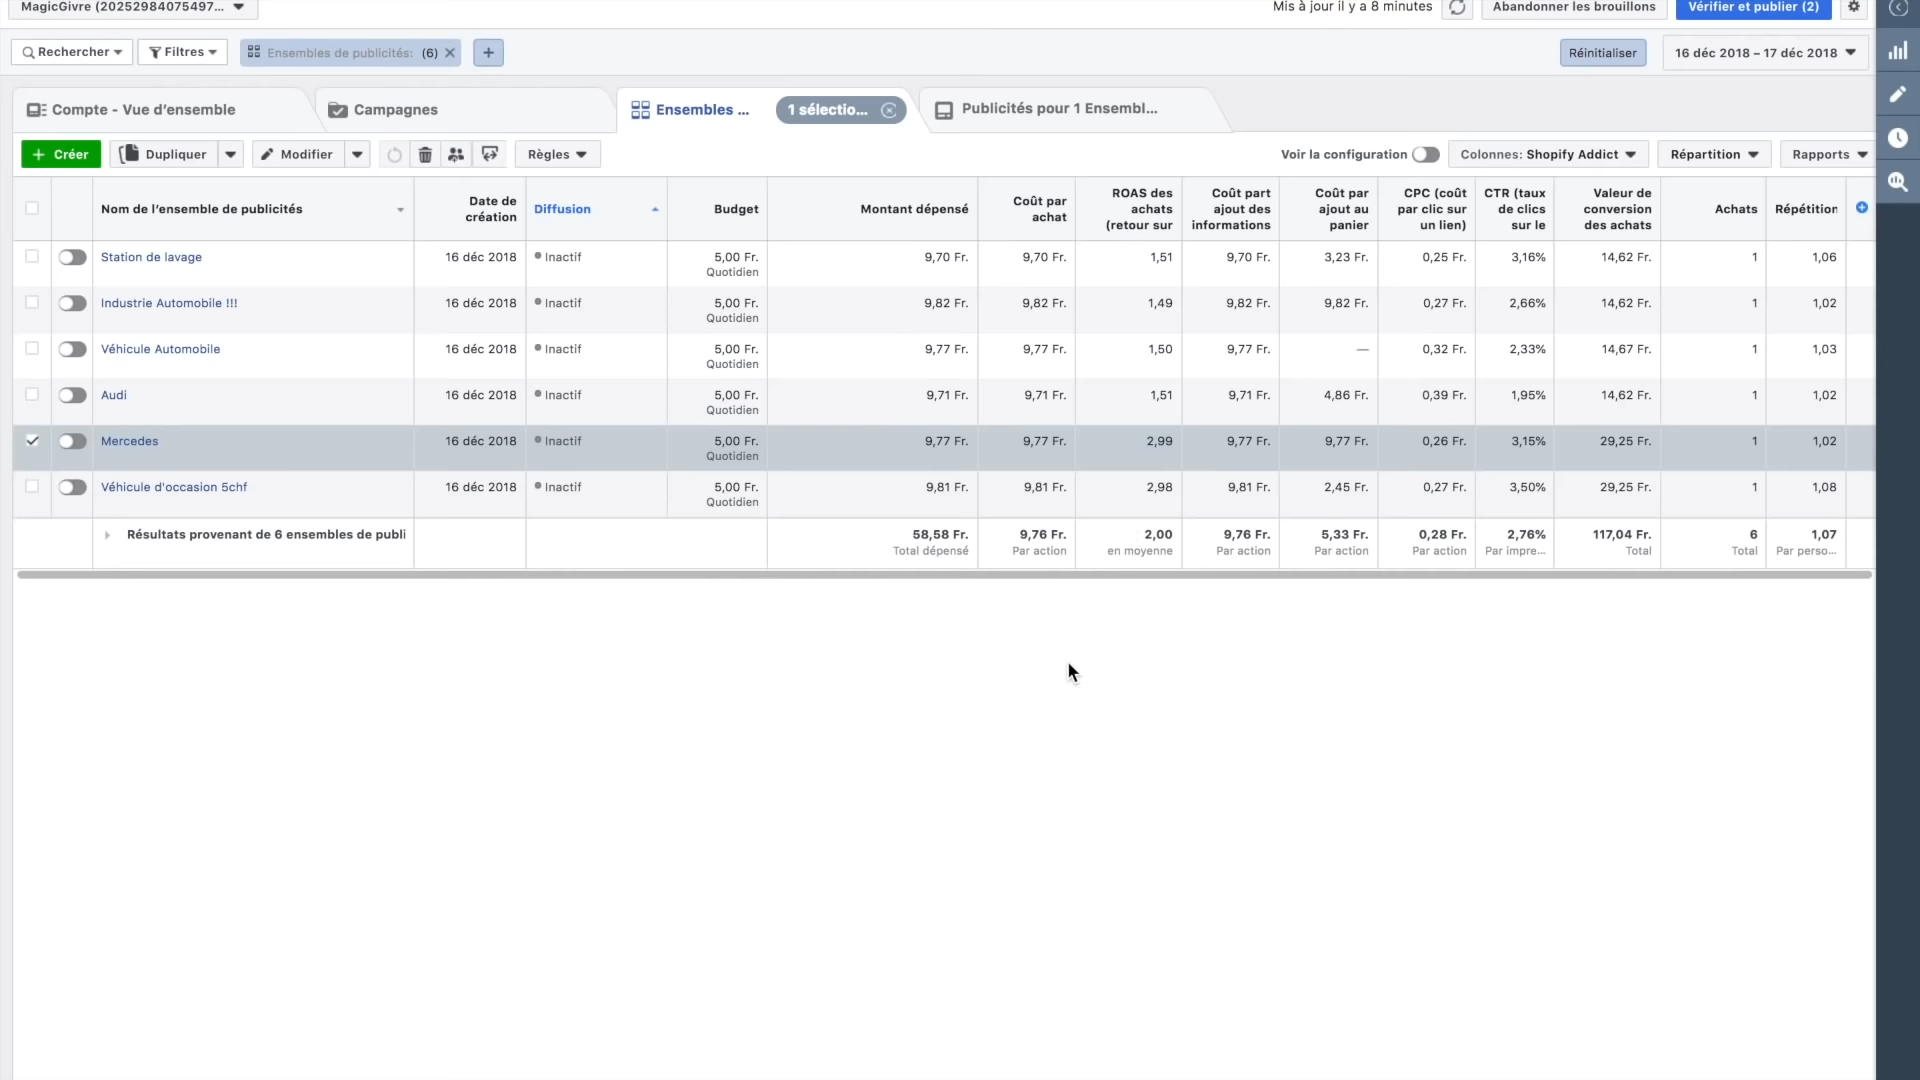 MagicGivre (20252984075497...
Mis à jour il y a 8 minutes
Abandonner les brouillons
Vérifier et publier (2)
Rechercher
Filtres
Ensembles de publicités: (6)
Réinitialiser
16 déc 2018 – 17 déc 2018
Compte - Vue d'ensemble
Campagnes
Ensembles ...
1 sélectio...
Publicités pour 1 Ensembl...
+ Créer
Dupliquer
Modifier
Règles
Voir la configuration
Colonnes: Shopify Addict
Répartition
Rapports
Nom de l'ensemble de publicités
Date de création
Diffusion
Budget
Montant dépensé
Coût par achat
ROAS des achats (retour sur
Coût part ajout des informations
Coût par ajout au panier
CPC (coût par clic sur un lien)
CTR (taux de clics sur le
Valeur de conversion des achats
Achats
Répétition
Station de lavage 16 déc 2018 Inactif 5,00 Fr. 9,70 Fr. 9,70 Fr. 1,51 9,70 Fr. 3,23 Fr. 0,25 Fr. 3,16% 14,62 Fr. 1 1,06
Quotidien
Industrie Automobile !!! 16 déc 2018 Inactif 5,00 Fr. 9,82 Fr. 9,82 Fr. 1,49 9,82 Fr. 9,82 Fr. 0,27 Fr. 2,66% 14,62 Fr. 1 1,02
Quotidien
Véhicule Automobile 16 déc 2018 Inactif 5,00 Fr. 9,77 Fr. 9,77 Fr. 1,50 9,77 Fr. — 0,32 Fr. 2,33% 14,67 Fr. 1 1,03
Quotidien
Audi 16 déc 2018 Inactif 5,00 Fr. 9,71 Fr. 9,71 Fr. 1,51 9,71 Fr. 4,86 Fr. 0,39 Fr. 1,95% 14,62 Fr. 1 1,02
Quotidien
Mercedes 16 déc 2018 Inactif 5,00 Fr. 9,77 Fr. 9,77 Fr. 2,99 9,77 Fr. 9,77 Fr. 0,26 Fr. 3,15% 29,25 Fr. 1 1,02
Quotidien
Véhicule d'occasion 5chf 16 déc 2018 Inactif 5,00 Fr. 9,81 Fr. 9,81 Fr. 2,98 9,81 Fr. 2,45 Fr. 0,27 Fr. 3,50% 29,25 Fr. 1 1,08
Quotidien
Résultats provenant de 6 ensembles de publi 58,58 Fr. 9,76 Fr. 2,00 9,76 Fr. 5,33 Fr. 0,28 Fr. 2,76% 117,04 Fr. 6 1,07
Total dépensé Par action en moyenne Par action Par action Par action Par impre... Total Total Par perso...